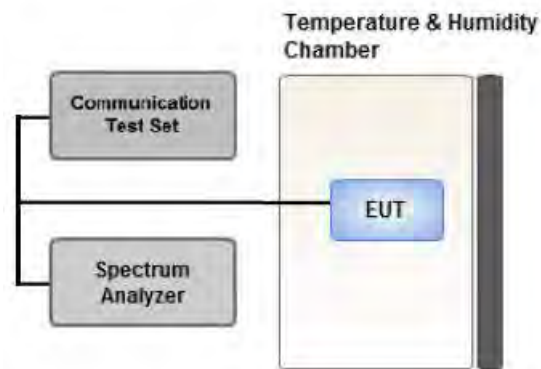 Temperature & Humidity
Chamber
Communication
Test Set
EUT
Spectrum
Analyzer